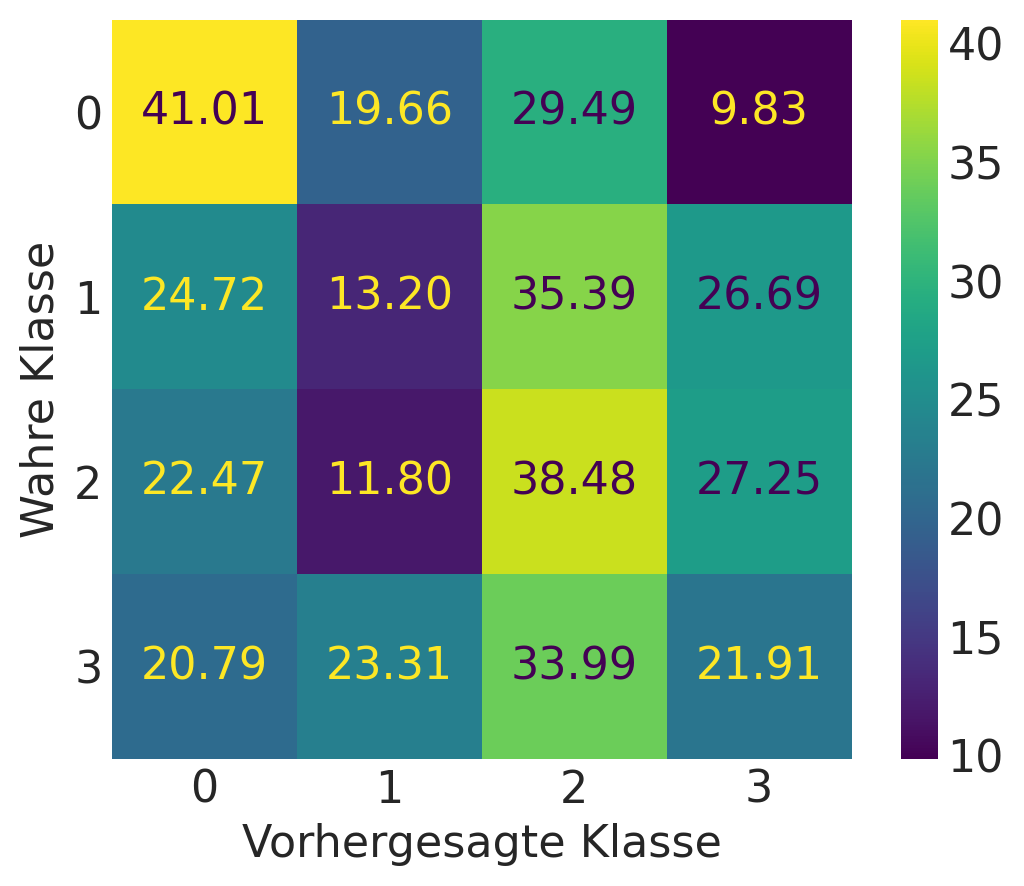 Wahre Klasse
0 41.01 19.66 29.49 9.83
1 24.72 13.20 35.39 26.69
2 22.47 11.80 38.48 27.25
3 20.79 23.31 33.99 21.91
0 1 2 3
Vorhergesagte Klasse
40
35
30
25
20
15
10